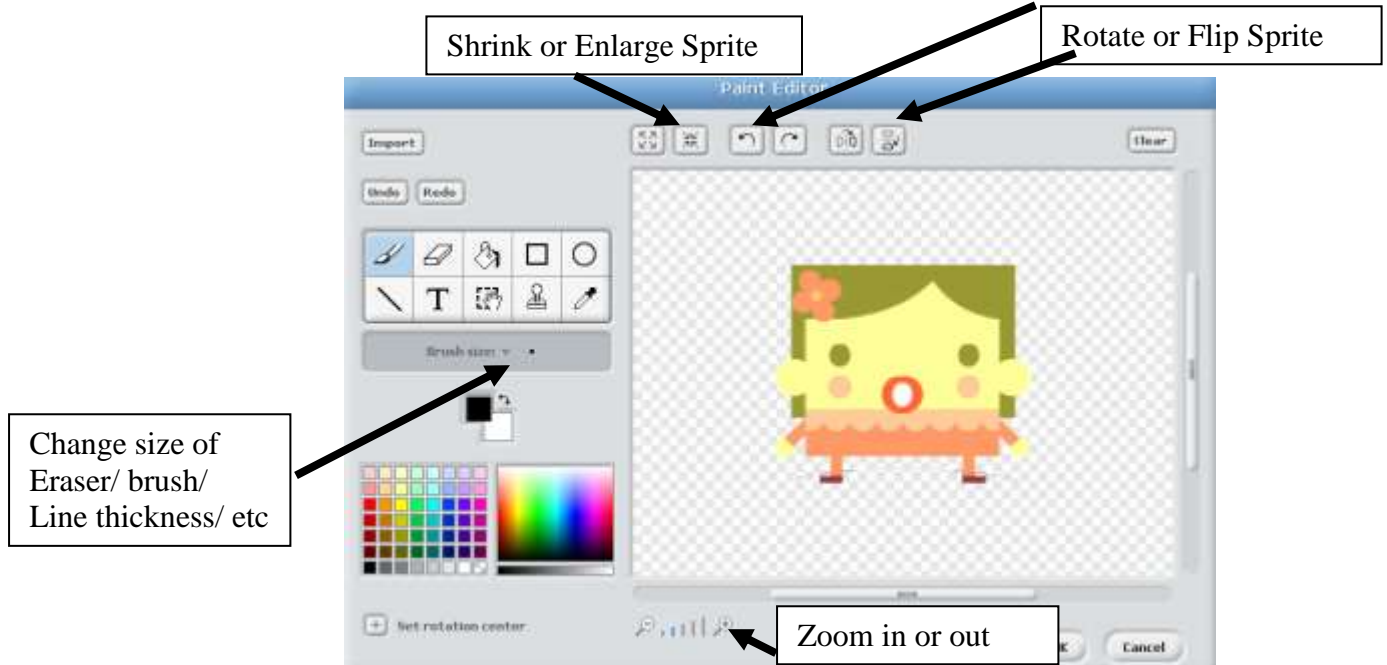 Shrink or Enlarge Sprite
Rotate or Flip Sprite
Paint Editor
Import
Clear
Undo Redo
T
Brush size:
Change size of
Eraser/ brush/
Line thickness/ etc
Set rotation center
Zoom in or out
Cancel